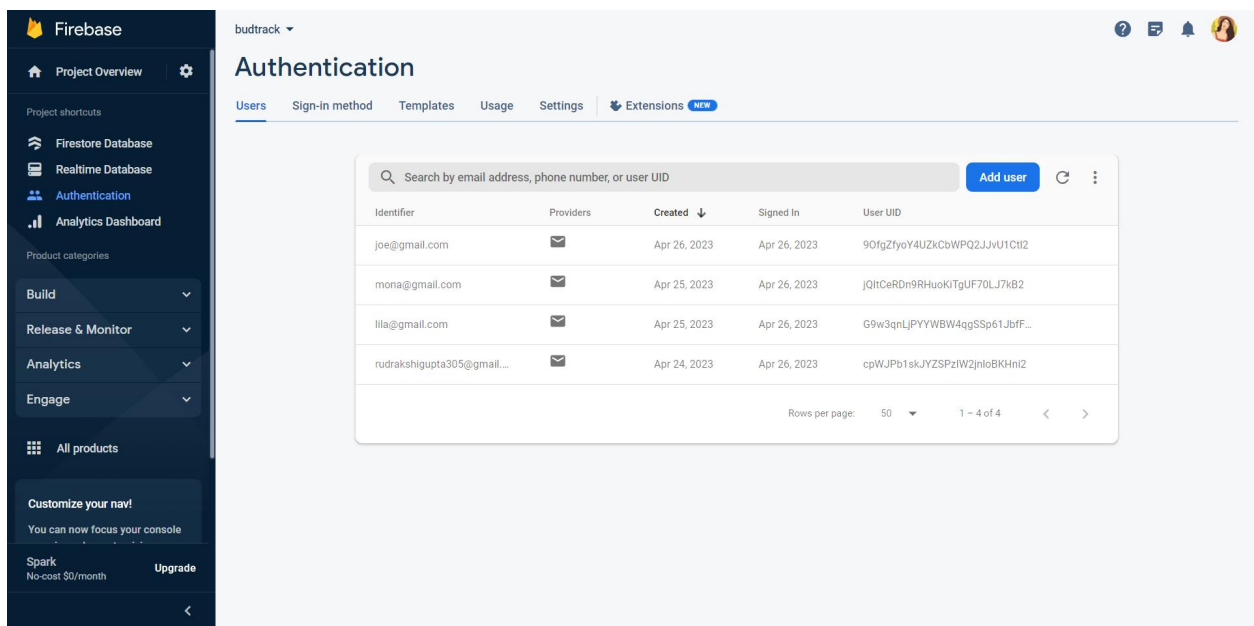 Firebase
budtrack
Project Overview
Authentication
Users Sign-in method Templates Usage Settings Extensions NEW
Project shortcuts
Firestore Database
Realtime Database
Authentication
Analytics Dashboard
Product categories
Build
Release & Monitor
Analytics
Engage
All products
Customize your nav!
You can now focus your console
Spark
No-cost $0/month
Upgrade
Search by email address, phone number, or user UID
Add user
Identifier Providers Created Signed In User UID
joe@gmail.com Apr 26, 2023 Apr 26, 2023 9OfgZfyoY4UZkCbWPQ2JJvU1CtI2
mona@gmail.com Apr 25, 2023 Apr 26, 2023 jQItCeRDn9RHuoKiTgUF70LJ7kB2
lila@gmail.com Apr 25, 2023 Apr 26, 2023 G9w3qnLjPYYWBW4qgSSp61JbfF...
rudrakshigupta305@gmail.... Apr 24, 2023 Apr 26, 2023 cpWJPb1skJYZSPzIW2jnIoBKHni2
Rows per page: 50 1 – 4 of 4